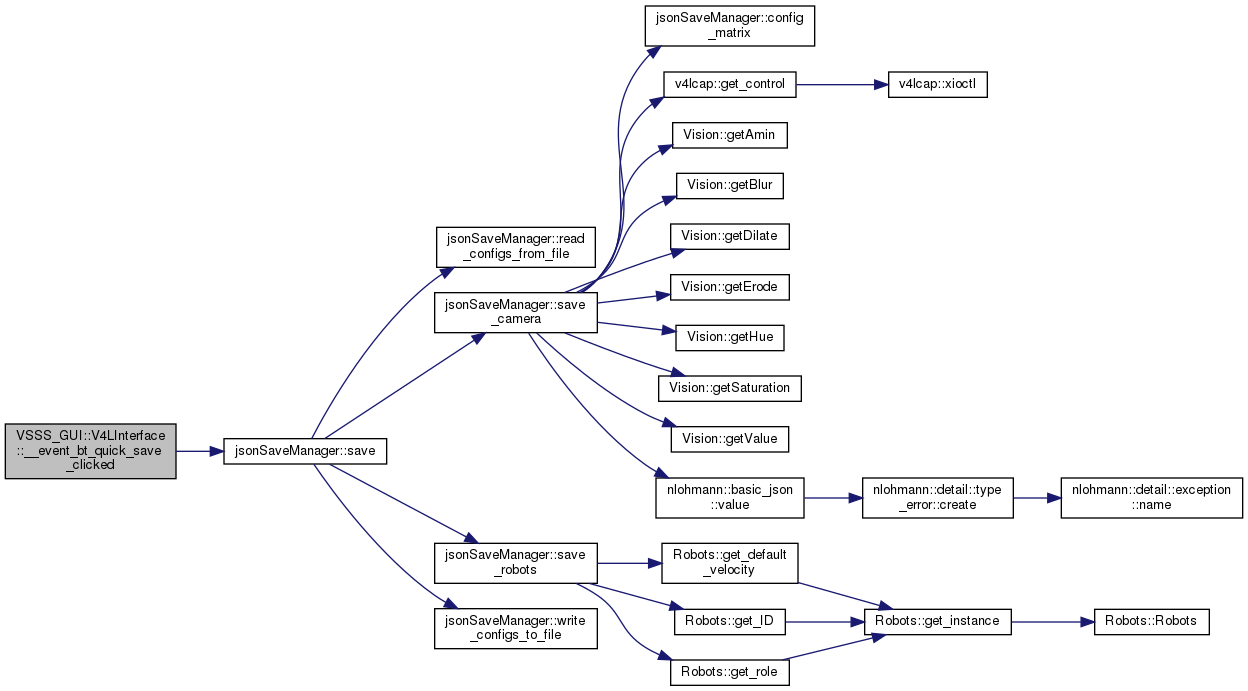 jsonSaveManager::config
_matrix
v4lcap::get_control
v4lcap::xioctl
Vision::getAmin
Vision::getBlur
jsonSaveManager::read
_configs_from_file
Vision::getDilate
jsonSaveManager::save
_camera
Vision::getErode
Vision::getHue
Vision::getSaturation
VSSS_GUI::V4LInterface
::__event_bt_quick_save
_clicked
jsonSaveManager::save
Vision::getValue
nlohmann::basic_json
::value
nlohmann::detail::type
_error::create
nlohmann::detail::exception
::name
jsonSaveManager::save
_robots
Robots::get_default
_velocity
jsonSaveManager::write
_configs_to_file
Robots::get_ID
Robots::get_instance
Robots::Robots
Robots::get_role